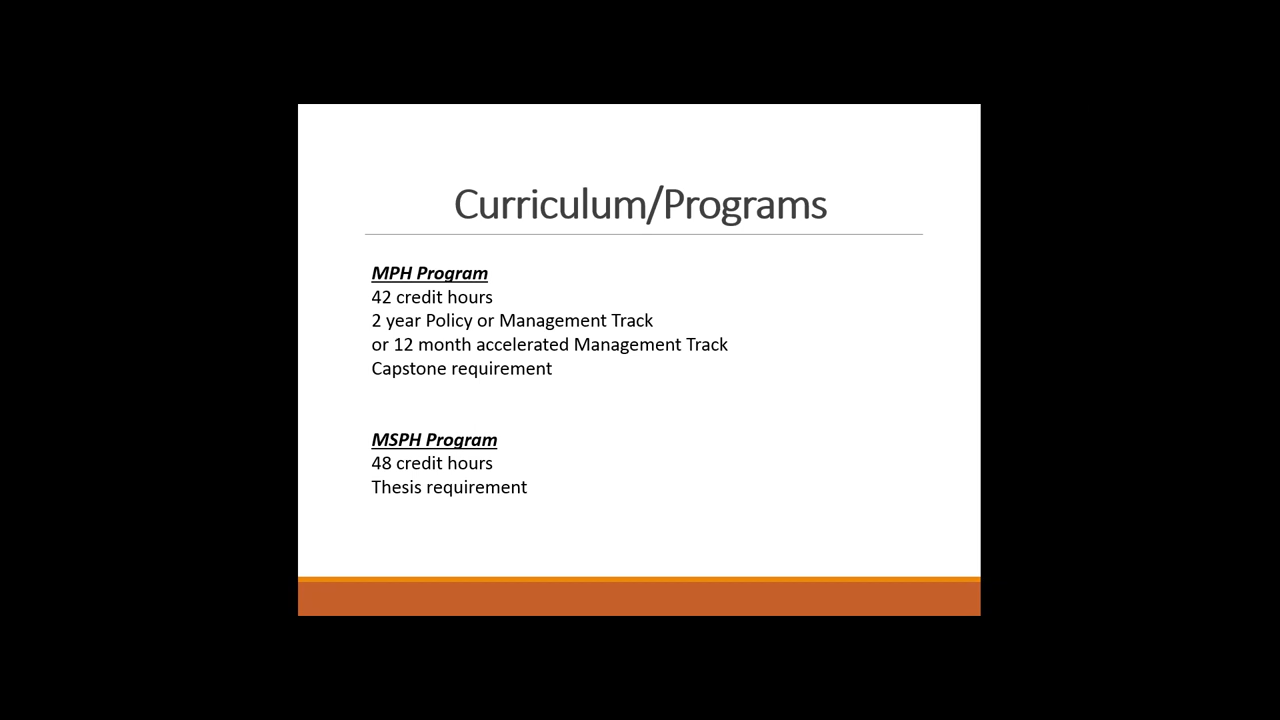 Curriculum/Programs
MPH Program
42 credit hours
2 year Policy or Management Track
or 12 month accelerated Management Track
Capstone requirement
MSPH Program
48 credit hours
Thesis requirement